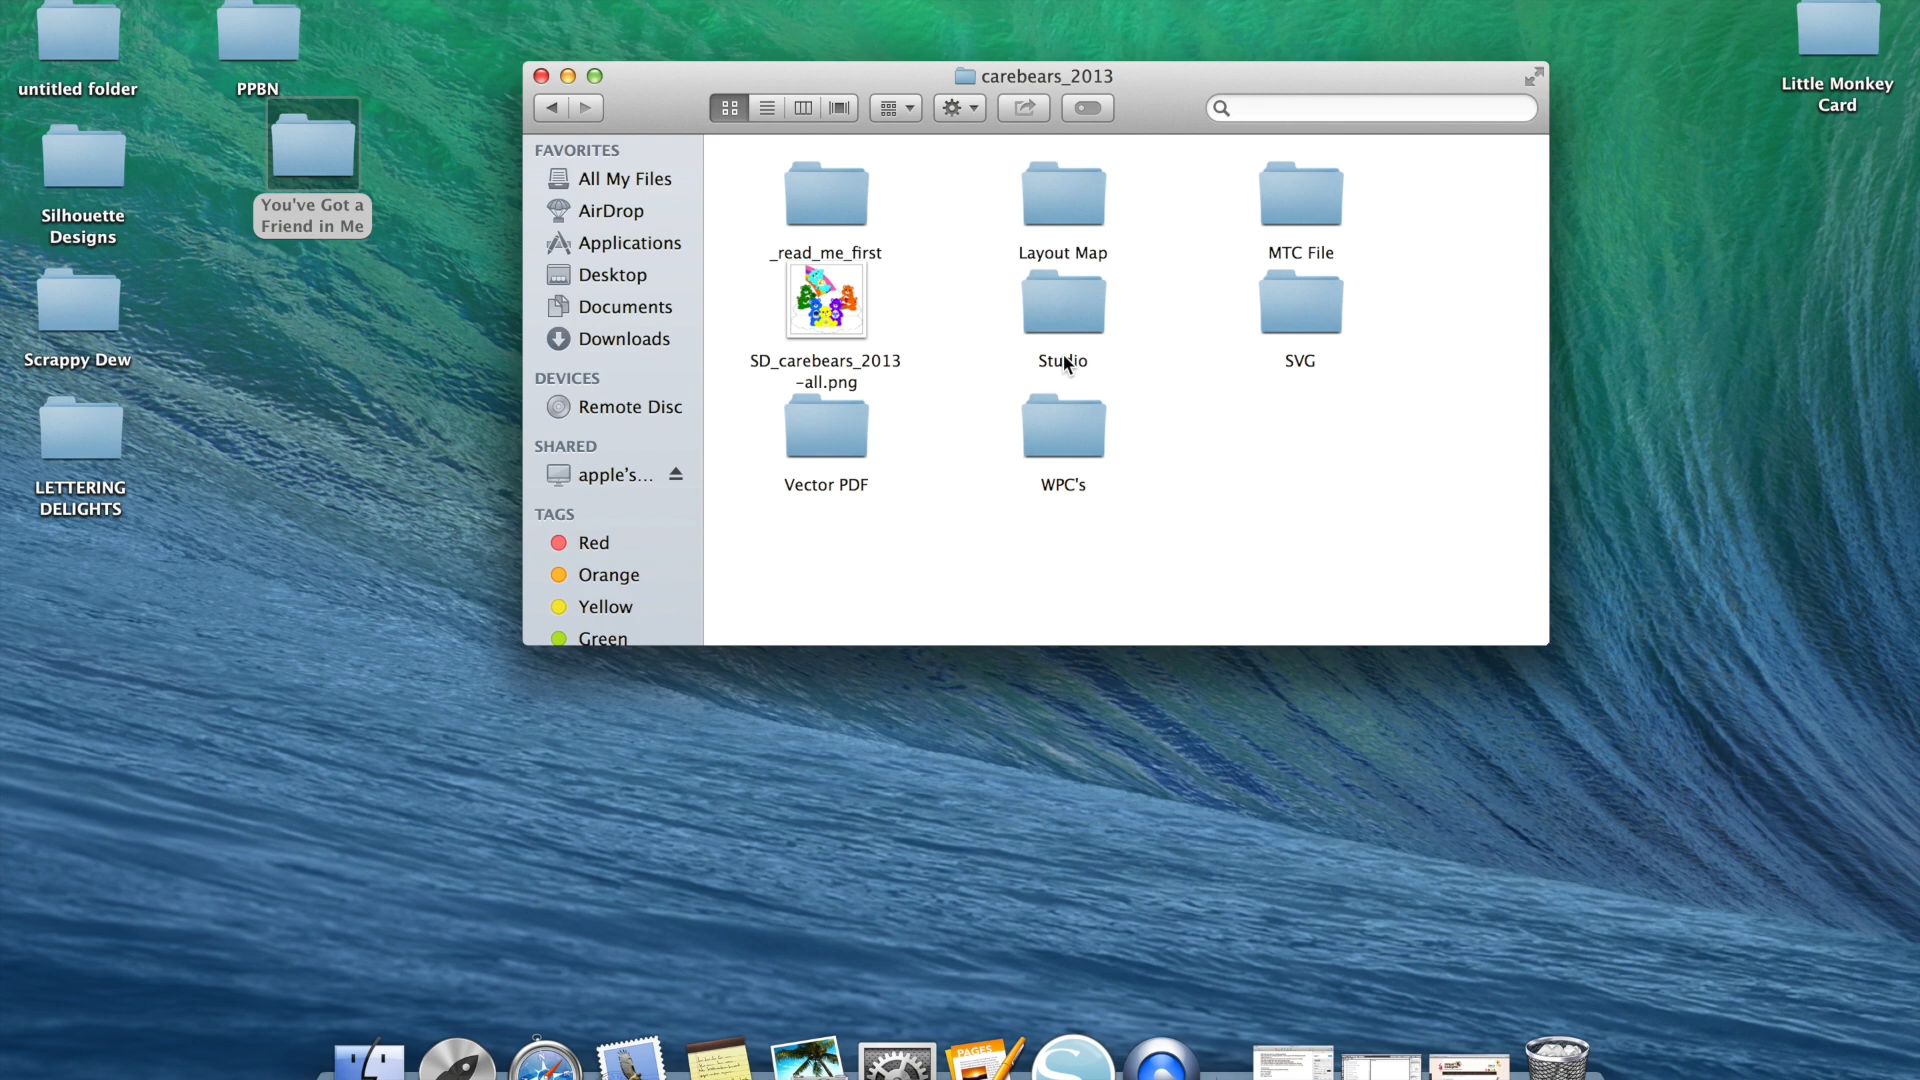 untitled folder
PPBN
Silhouette
Designs
You've Got a
Friend in Me
Scrappy Dew
LETTERING
DELIGHTS
Little Monkey
Card
carebears_2013
FAVORITES
All My Files
AirDrop
Applications
Desktop
Documents
Downloads
DEVICES
Remote Disc
SHARED
apple's...
TAGS
Red
Orange
Yellow
Green
_read_me_first
Layout Map
MTC File
SD_carebears_2013
-all.png
Studio
SVG
Vector PDF
WPC's
PAGES